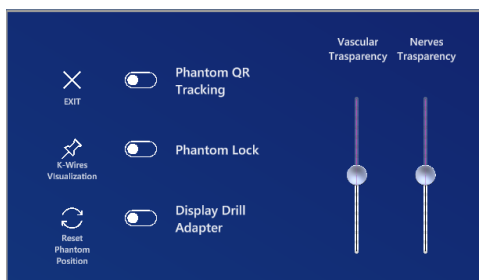 EXIT
K-Wires
Visualization
Reset
Phantom
Position
Phantom QR
Tracking
Phantom Lock
Display Drill
Adapter
Vascular
Trasparency
Nerves
Trasparency